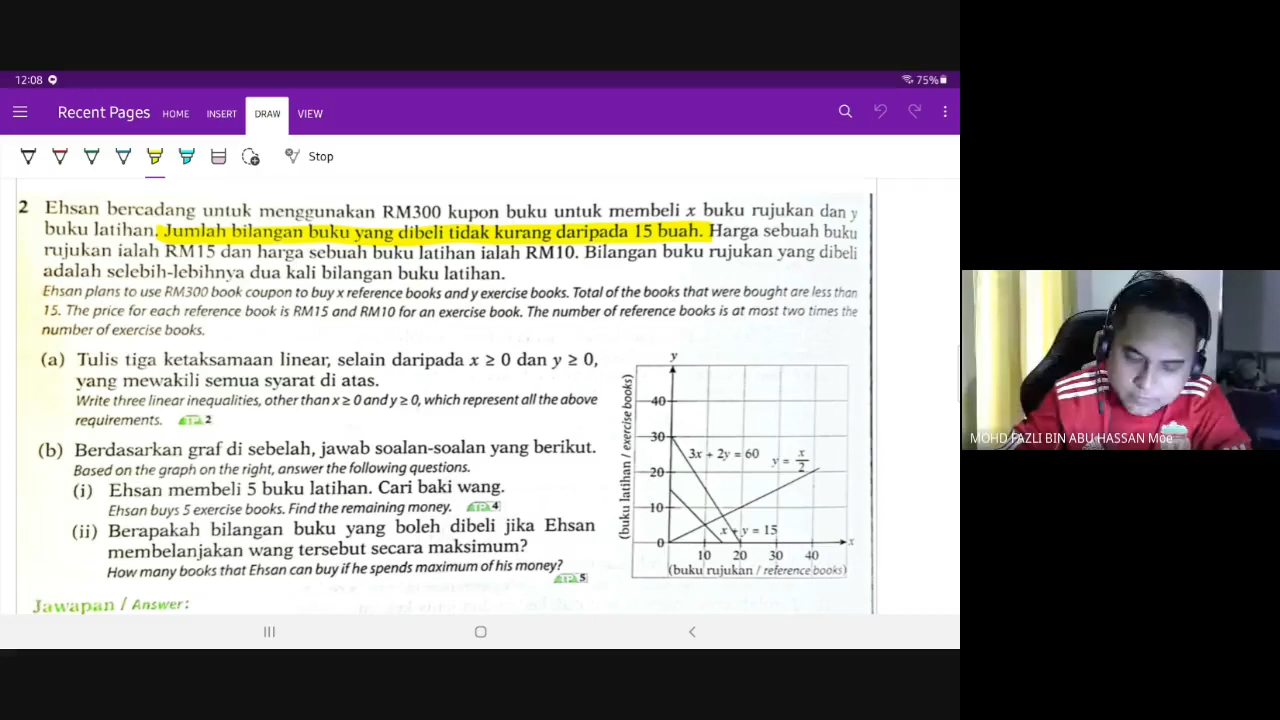 12:08
75%
Recent Pages HOME INSERT DRAW VIEW
Stop
2 Ehsan bercadang untuk menggunakan RM300 kupon buku untuk membeli x buku rujukan dan y
buku latihan. Jumlah bilangan buku yang dibeli tidak kurang daripada 15 buah. Harga sebuah buku
rujukan ialah RM15 dan harga sebuah buku latihan ialah RM10. Bilangan buku rujukan yang dibeli
adalah selebih-lebihnya dua kali bilangan buku latihan.
Ehsan plans to use RM300 book coupon to buy x reference books and y exercise books. Total of the books that were bought are less than
15. The price for each reference book is RM15 and RM10 for an exercise book. The number of reference books is at most two times the
number of exercise books.
(a) Tulis tiga ketaksamaan linear, selain daripada x ≥ 0 dan y ≥ 0,
yang mewakili semua syarat di atas.
Write three linear inequalities, other than x ≥ 0 and y ≥ 0, which represent all the above
requirements. TP 2
(b) Berdasarkan graf di sebelah, jawab soalan-soalan yang berikut.
Based on the graph on the right, answer the following questions.
(i) Ehsan membeli 5 buku latihan. Cari baki wang.
Ehsan buys 5 exercise books. Find the remaining money. TP 4
(ii) Berapakah bilangan buku yang boleh dibeli jika Ehsan
membelanjakan wang tersebut secara maksimum?
How many books that Ehsan can buy if he spends maximum of his money?
TP 5
Jawapan / Answer:
y
(buku latihan / exercise books)
40
30
20
10
0
3x + 2y = 60
y = x/2
x + y = 15
x
10 20 30 40
(buku rujukan / reference books)
MOHD FAZLI BIN ABU HASSAN Moe